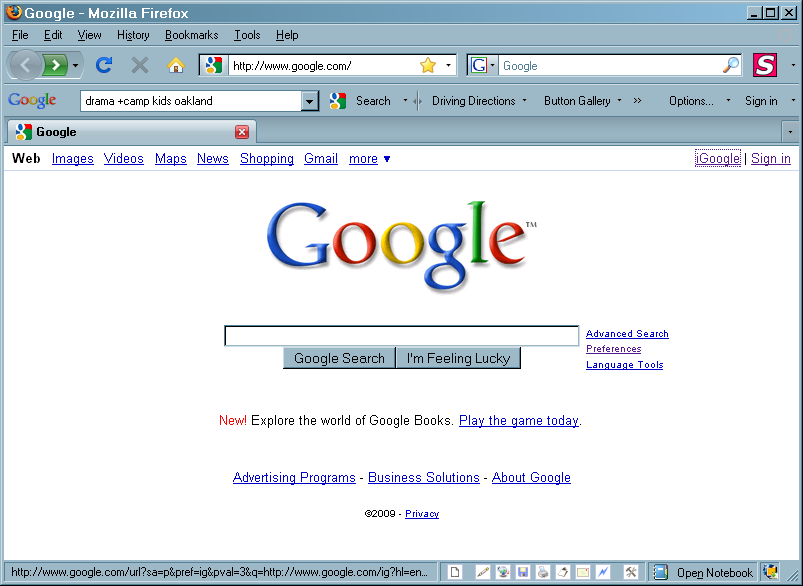 Google - Mozilla Firefox
File Edit View History Bookmarks Tools Help
http://www.google.com/ G Google S
Google drama +camp kids oakland Search Driving Directions Button Gallery » Options... Sign in
Google
Web Images Videos Maps News Shopping Gmail more ▼ iGoogle | Sign in
Google™
Advanced Search
Preferences
Language Tools
Google Search I'm Feeling Lucky
New! Explore the world of Google Books. Play the game today.
Advertising Programs - Business Solutions - About Google
©2009 - Privacy
http://www.google.com/url?sa=p&pref=ig&pval=3&q=http://www.google.com/ig?hl=en... Open Notebook